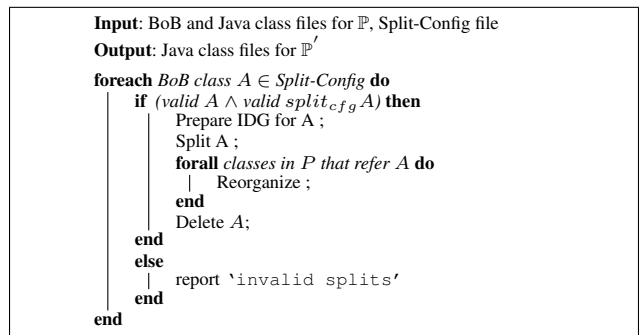 Input: BoB and Java class files for ℙ, Split-Config file
Output: Java class files for ℙ′
foreach BoB class A ∈ Split-Config do
if (valid A ∧ valid split_cfg A) then
Prepare IDG for A ;
Split A ;
forall classes in P that refer A do
Reorganize ;
end
Delete A;
end
else
report ‘invalid splits’
end
end